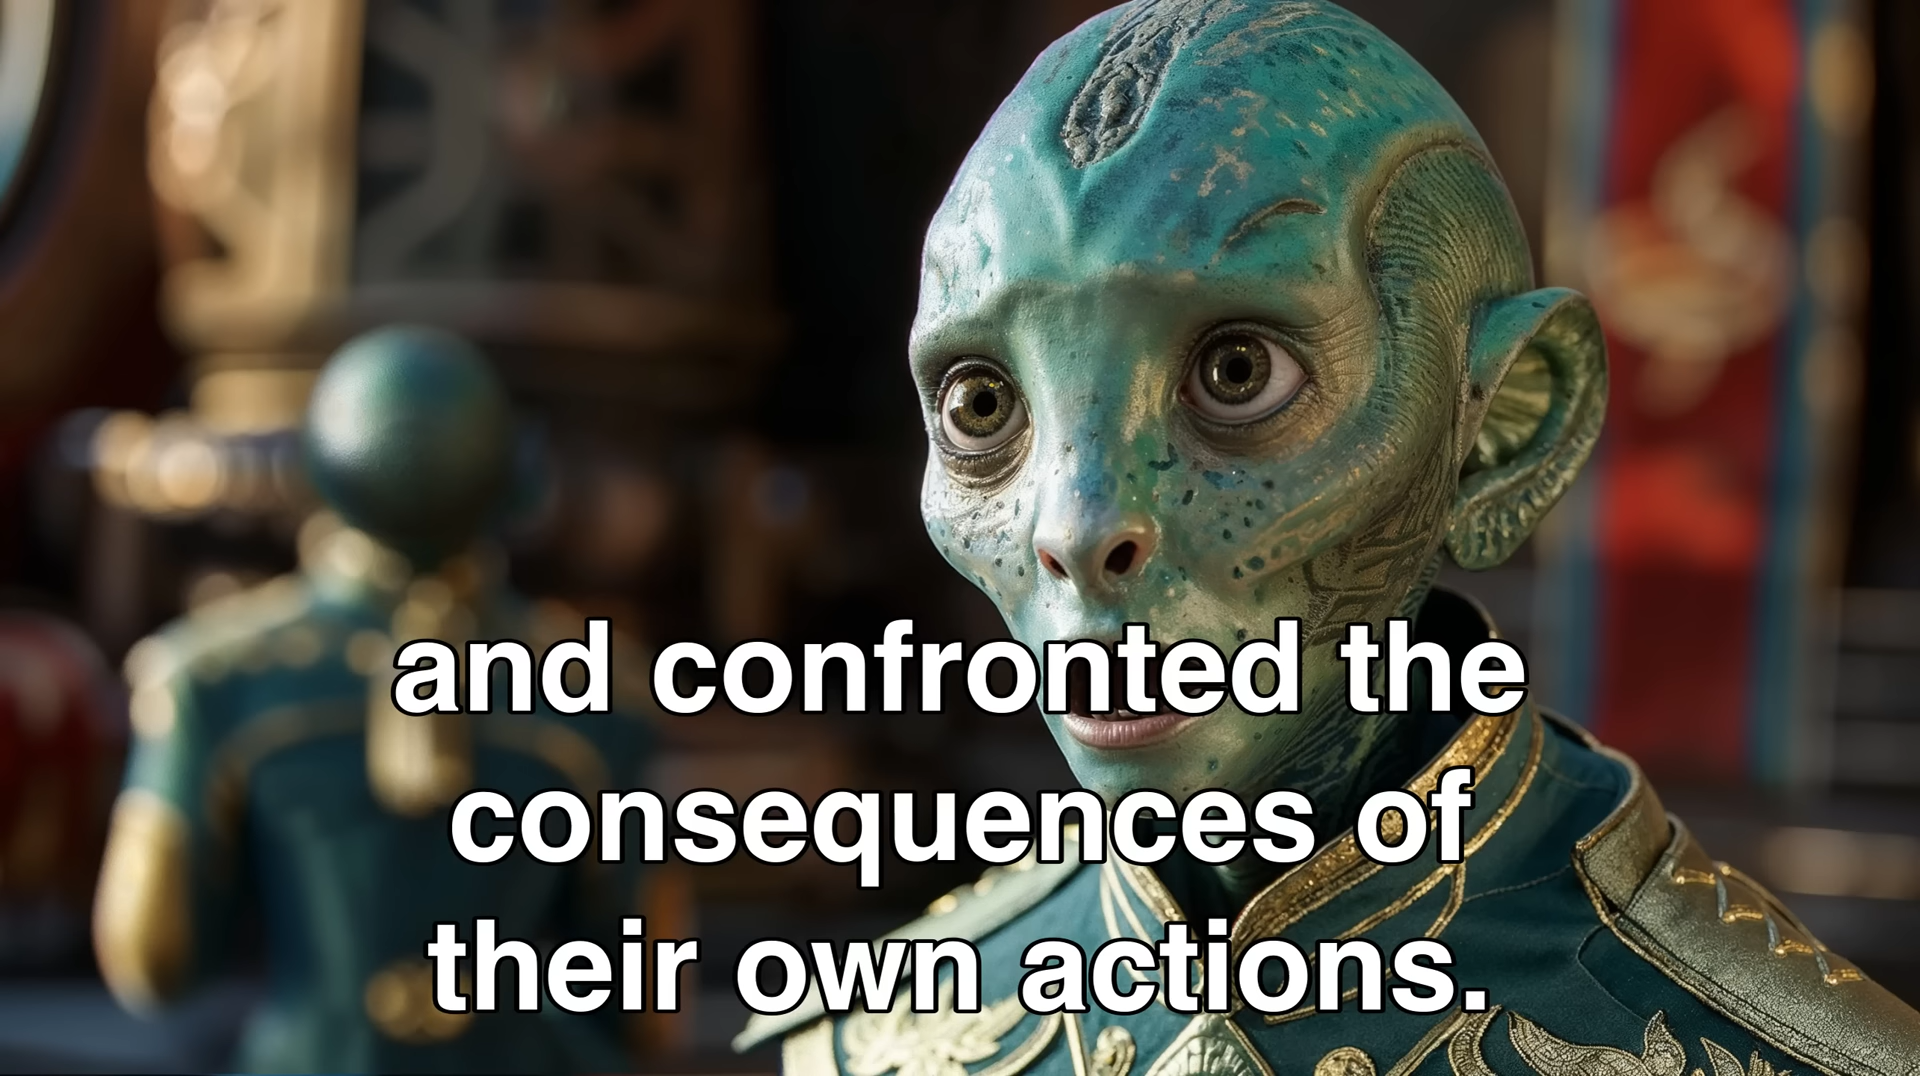 and confronted the
consequences of
their own actions.